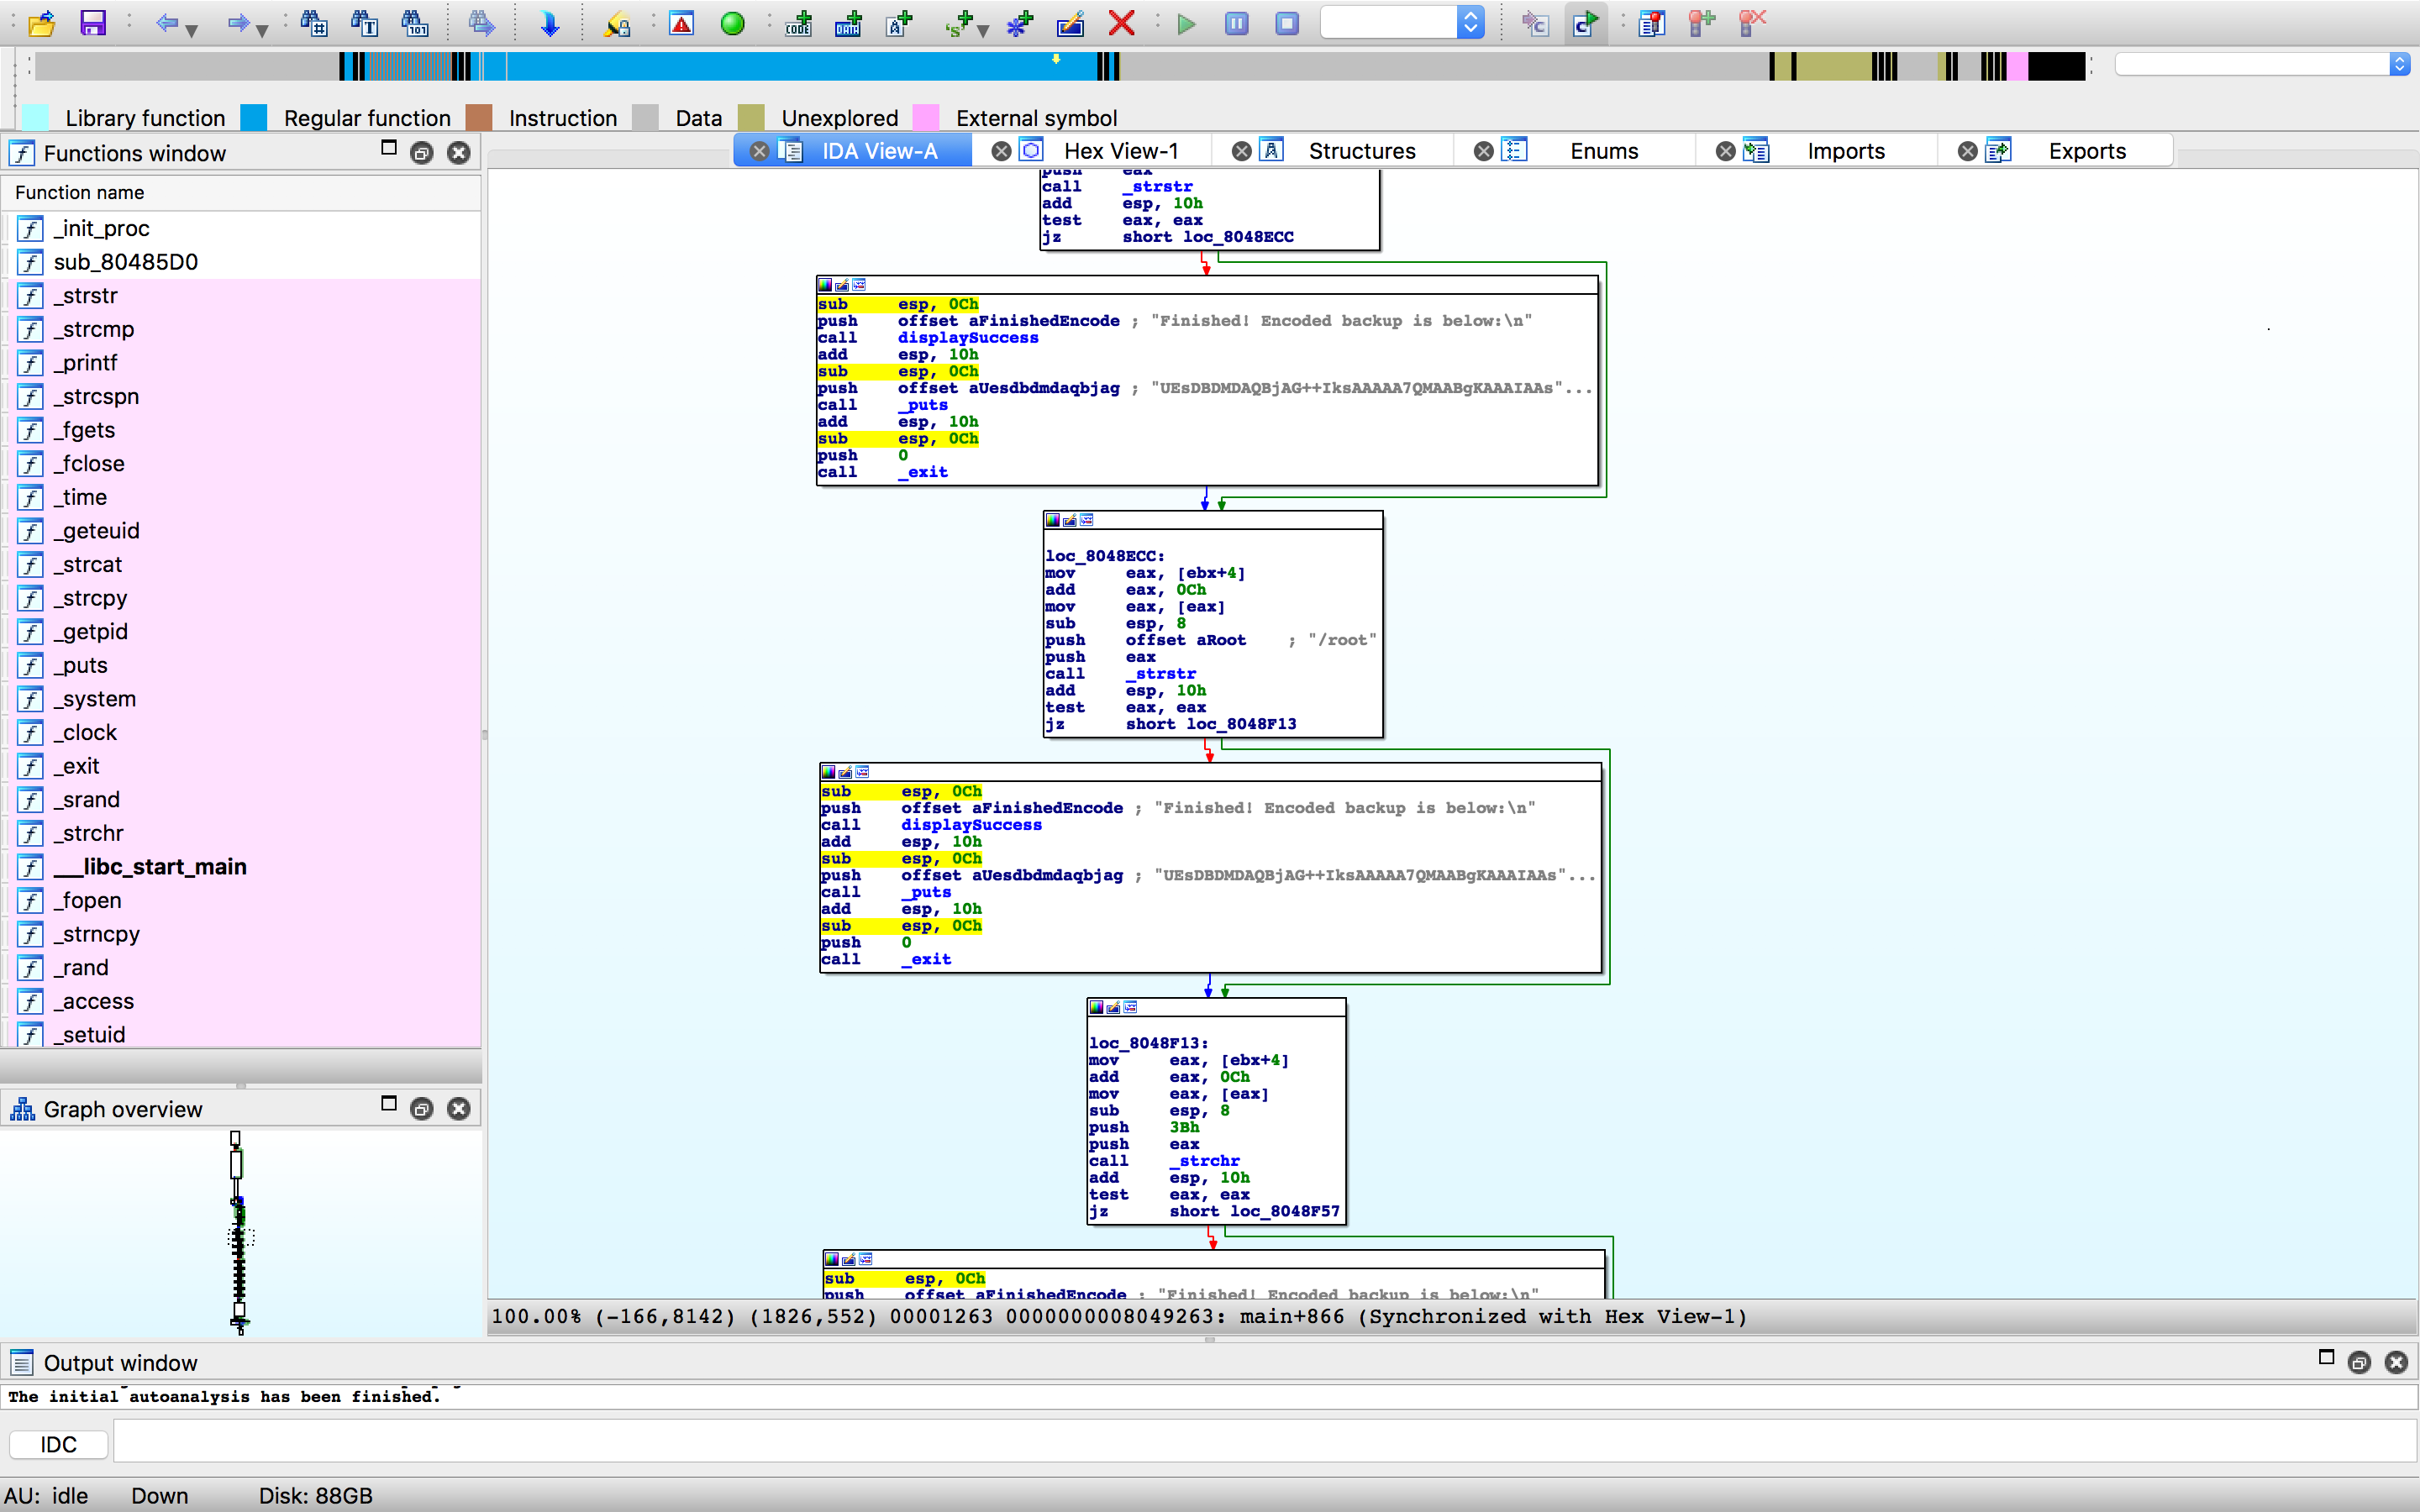 Library function Regular function Instruction Data Unexplored External symbol
Functions window
IDA View-A Hex View-1 Structures Enums Imports Exports
Function name
_init_proc
sub_80485D0
_strstr
_strcmp
_printf
_strcspn
_fgets
_fclose
_time
_geteuid
_strcat
_strcpy
_getpid
_puts
_system
_clock
_exit
_srand
_strchr
__libc_start_main
_fopen
_strncpy
_rand
_access
_setuid
push eax
call _strstr
add esp, 10h
test eax, eax
jz short loc_8048ECC
sub esp, 0Ch
push offset aFinishedEncode ; "Finished! Encoded backup is below:\n"
call displaySuccess
add esp, 10h
sub esp, 0Ch
push offset aUesdbdmdaqbjag ; "UEsDBDMDAQBjAG++IksAAAAA7QMAABgKAAAIAAs"...
call _puts
add esp, 10h
sub esp, 0Ch
push 0
call _exit
loc_8048ECC:
mov eax, [ebx+4]
add eax, 0Ch
mov eax, [eax]
sub esp, 8
push offset aRoot ; "/root"
push eax
call _strstr
add esp, 10h
test eax, eax
jz short loc_8048F13
sub esp, 0Ch
push offset aFinishedEncode ; "Finished! Encoded backup is below:\n"
call displaySuccess
add esp, 10h
sub esp, 0Ch
push offset aUesdbdmdaqbjag ; "UEsDBDMDAQBjAG++IksAAAAA7QMAABgKAAAIAAs"...
call _puts
add esp, 10h
sub esp, 0Ch
push 0
call _exit
loc_8048F13:
mov eax, [ebx+4]
add eax, 0Ch
mov eax, [eax]
sub esp, 8
push 3Bh
push eax
call _strchr
add esp, 10h
test eax, eax
jz short loc_8048F57
sub esp, 0Ch
push offset aFinishedEncode ; "Finished! Encoded backup is below:\n"
100.00% (-166,8142) (1826,552) 00001263 0000000008049263: main+866 (Synchronized with Hex View-1)
Graph overview
Output window
The initial autoanalysis has been finished.
IDC
AU: idle Down Disk: 88GB